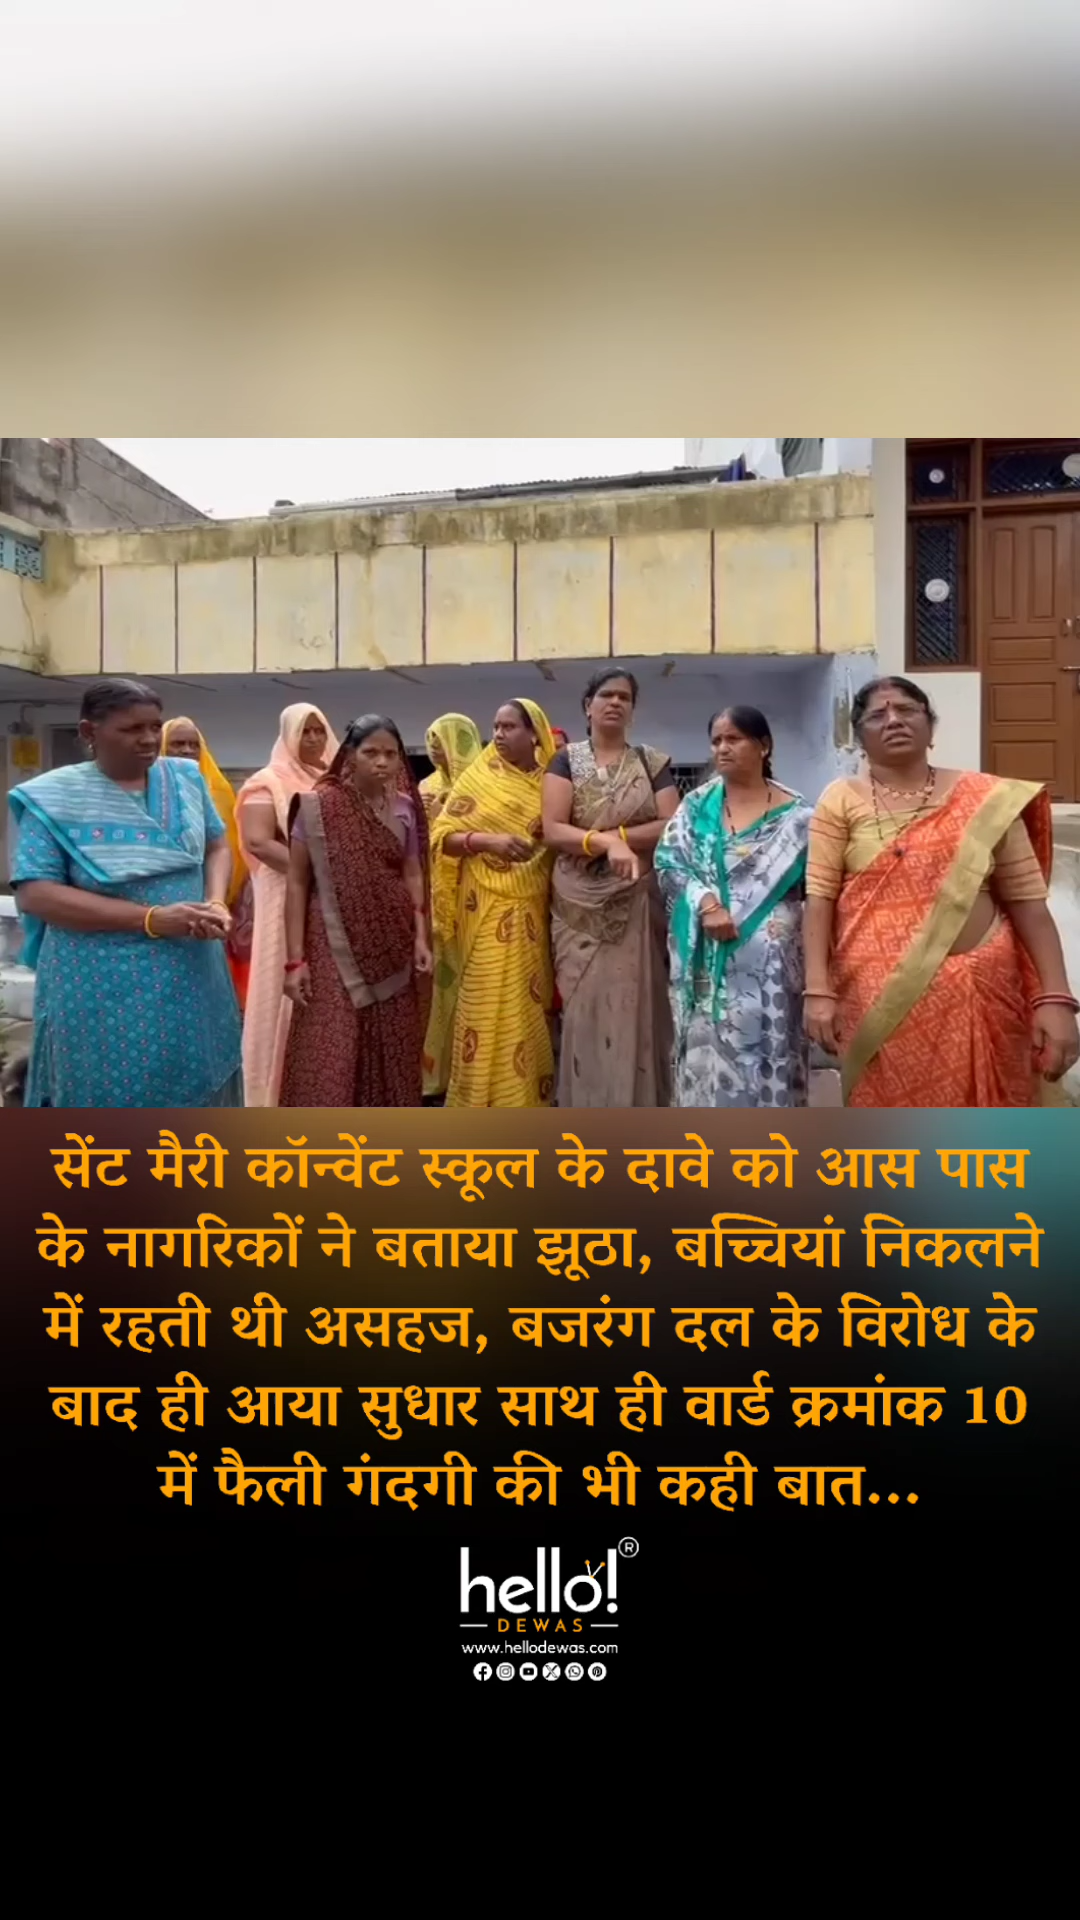 सेंट मैरी कॉन्वेंट स्कूल के दावे को आस पास
के नागरिकों ने बताया झूठा, बच्चियां निकलने
में रहती थी असहज, बजरंग दल के विरोध के
बाद ही आया सुधार साथ ही वार्ड क्रमांक 10
में फैली गंदगी की भी कही बात...
hello!®
DEWAS
www.hellodewas.com